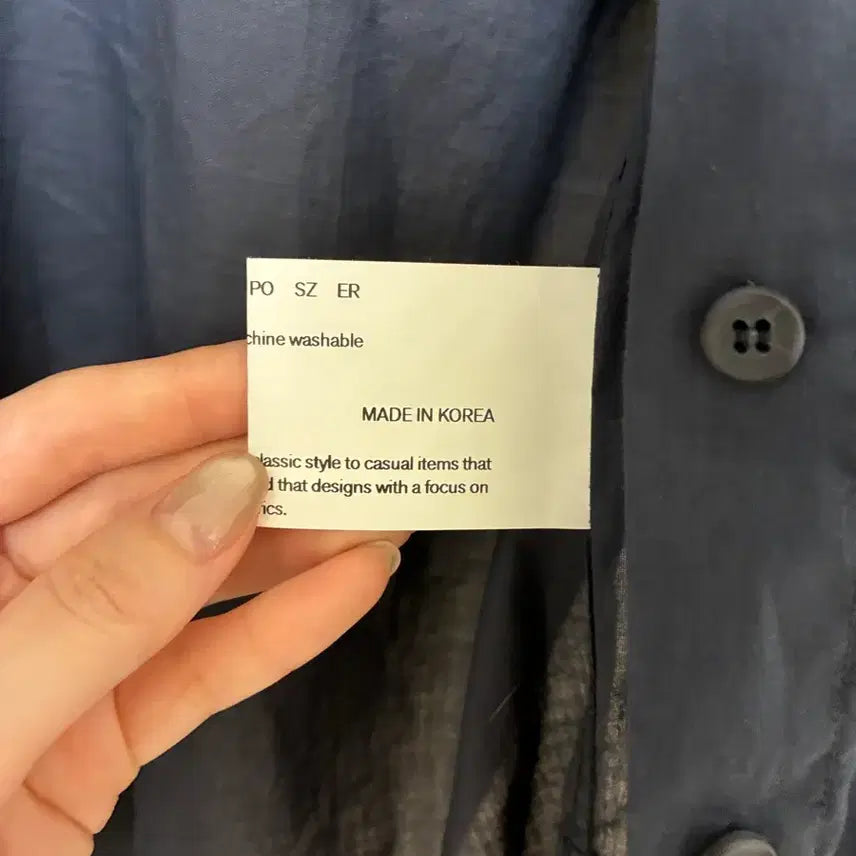 PO SZ ER
chine washable
MADE IN KOREA
lassic style to casual items that
d that designs with a focus on
ics.